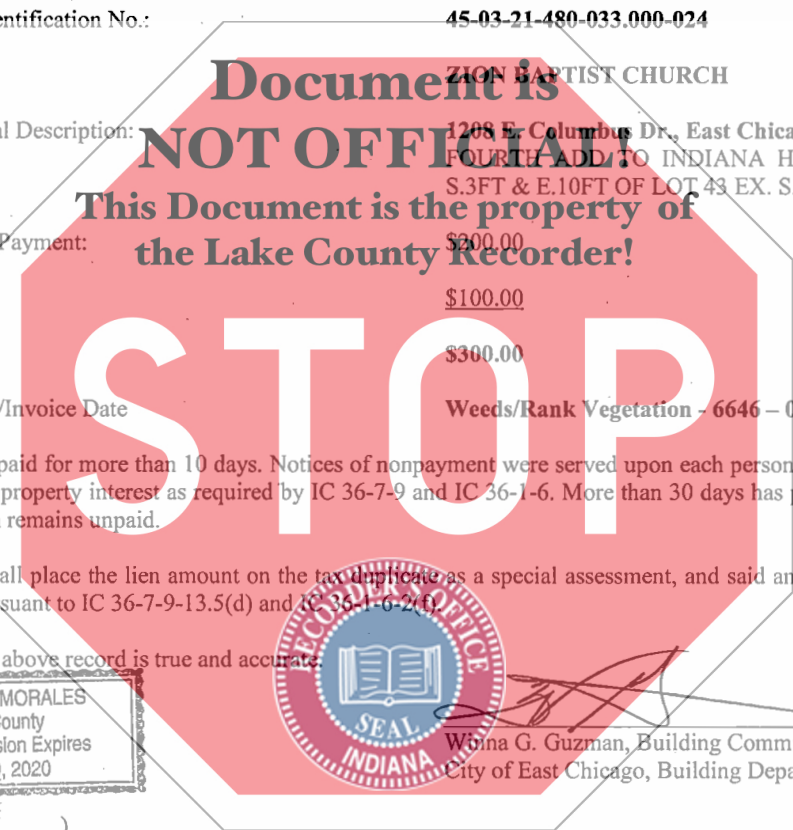 entification No.: 45-03-21-480-033.000-024
Document is
ZION BAPTIST CHURCH
al Description: 1208 E. Columbus Dr., East Chica
NOT OFFICIAL!
FOURTH ADD. TO INDIANA H
S.3FT & E.10FT OF LOT 43 EX. S.
This Document is the property of
Payment: $200.00
the Lake County Recorder!
$100.00
$300.00
STOP
/Invoice Date Weeds/Rank Vegetation - 6646 – 0
paid for more than 10 days. Notices of nonpayment were served upon each person
property interest as required by IC 36-7-9 and IC 36-1-6. More than 30 days has p
remains unpaid.
all place the lien amount on the tax duplicate as a special assessment, and said an
suant to IC 36-7-9-13.5(d) and IC 36-1-6-2(f).
above record is true and accurate.
RECORDER'S OFFICE
SEAL
INDIANA
MORALES
County
sion Expires
, 2020
G. Guzman, Building Comm
City of East Chicago, Building Depa